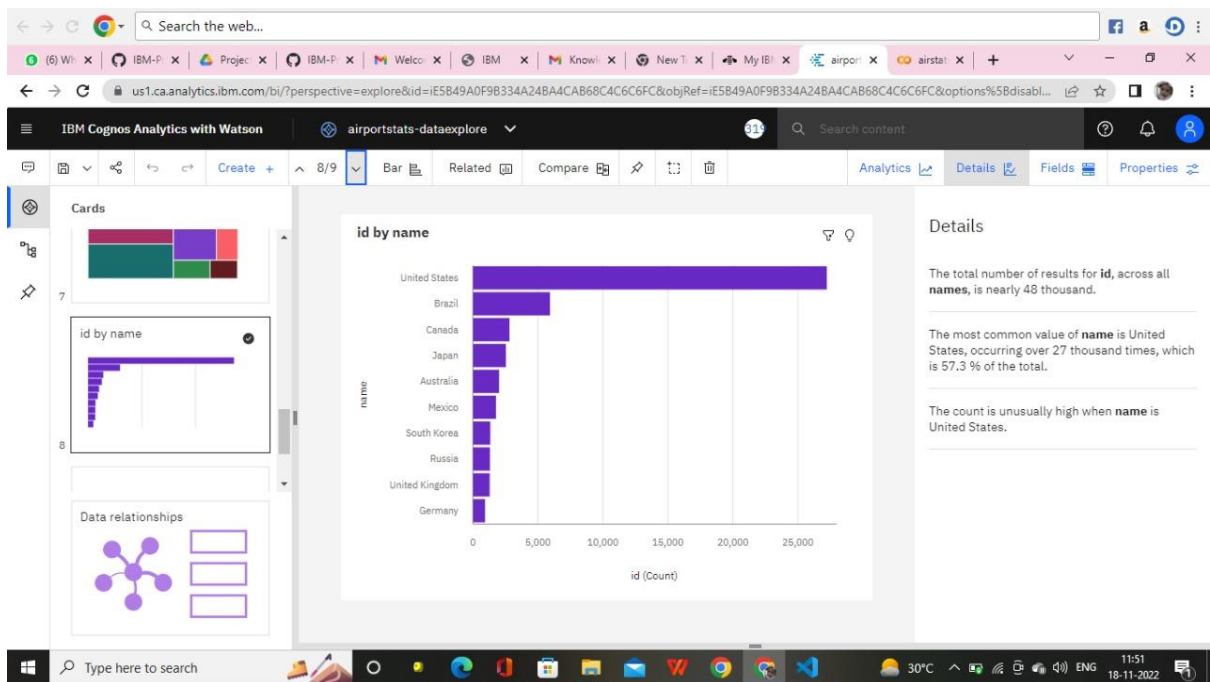 Search the web...
(6) Wh
IBM-P
Projec
IBM-P
Welco
IBM
Knowl
New Ta
My IBI
airport
airstat
us1.ca.analytics.ibm.com/bi/?perspective=explore&id=iE5B49A0F9B334A24BA4CAB68C4C6C6FC&objRef=iE5B49A0F9B334A24BA4CAB68C4C6C6FC&options%5Bdisabl...
IBM Cognos Analytics with Watson
airportstats-dataexplore
319
Search content
Create +
8/9
Bar
Related
Compare
Analytics
Details
Fields
Properties
Cards
7
id by name
8
Data relationships
id by name
United States
Brazil
Canada
Japan
Australia
Mexico
South Korea
Russia
United Kingdom
Germany
name
0
5,000
10,000
15,000
20,000
25,000
id (Count)
Details
The total number of results for id, across all
names, is nearly 48 thousand.
The most common value of name is United
States, occurring over 27 thousand times, which
is 57.3 % of the total.
The count is unusually high when name is
United States.
Type here to search
30°C
ENG
11:51
18-11-2022